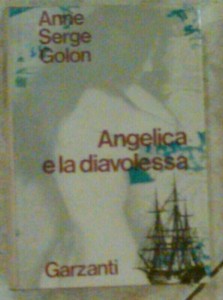 Anne
Serge
Golon
Angelica
e la diavolessa
Garzanti